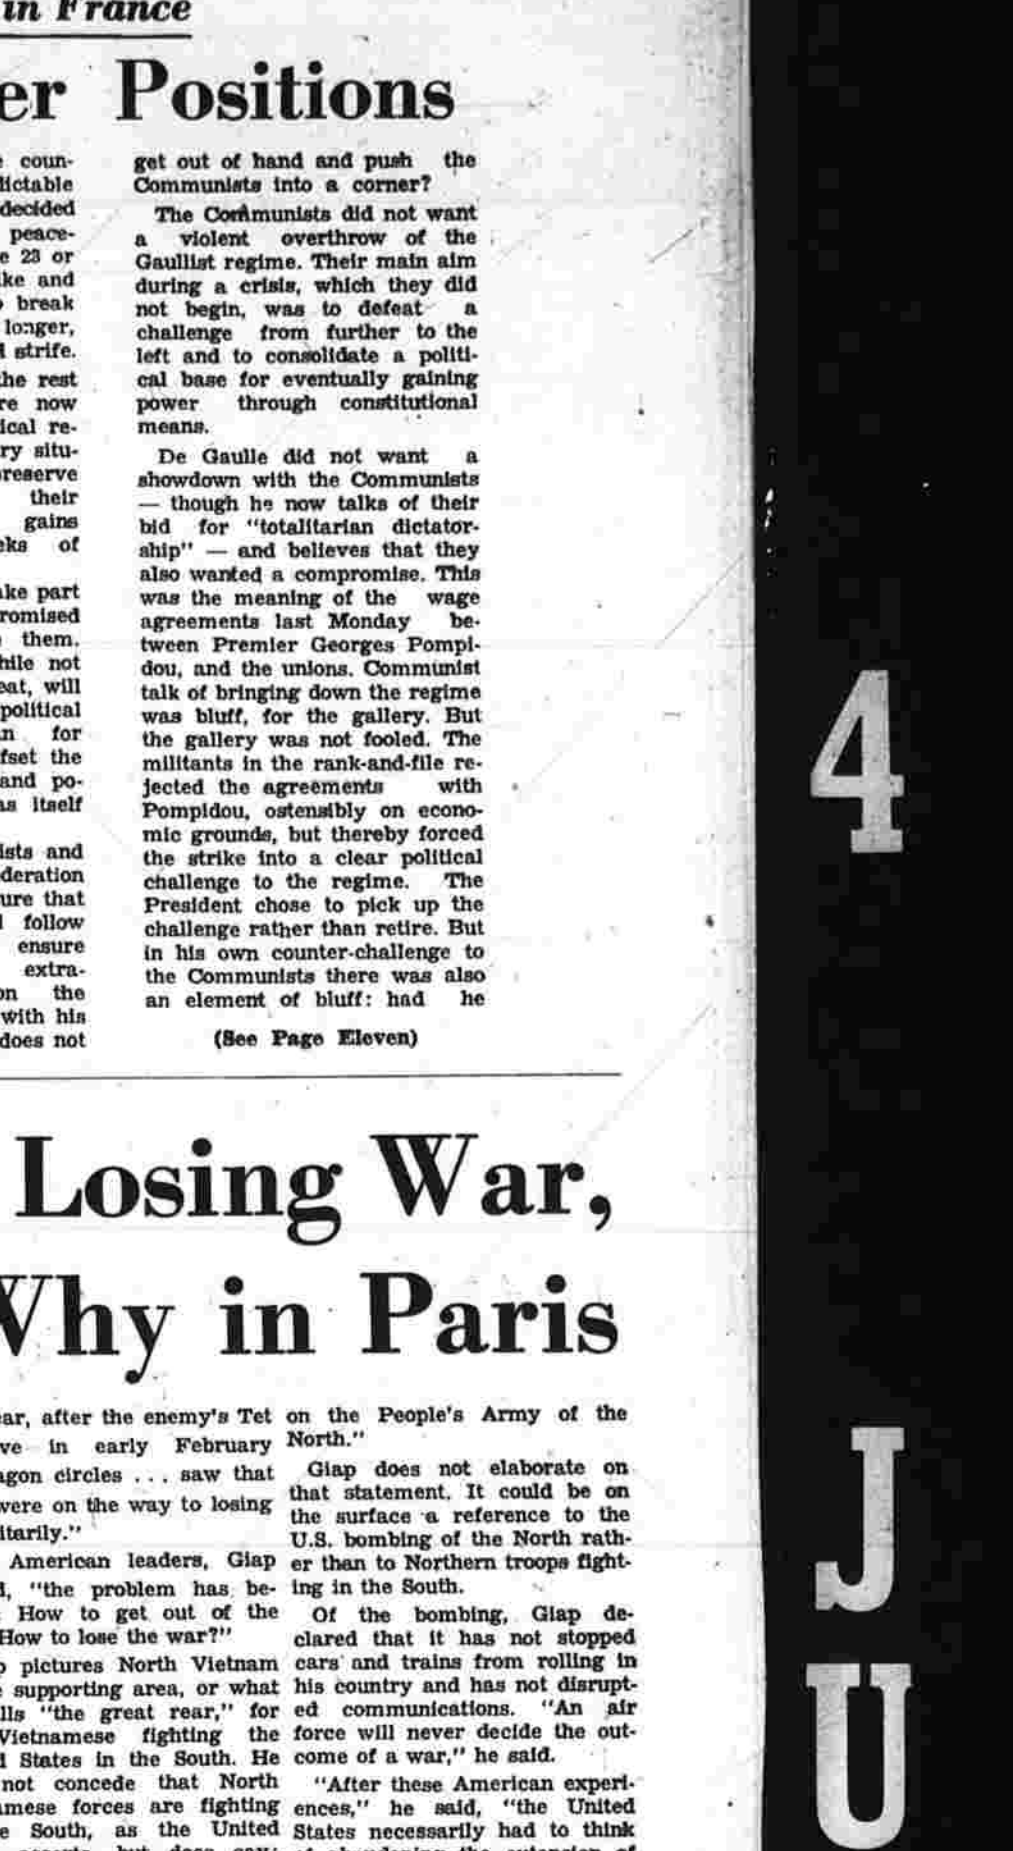 in France
er Positions
coun-
lictable
decided
peace-
e 23 or
ke and
break
longer,
strife.
the rest
re now
ical re-
ry situ-
reserve
their
gains
eks of
ake part
romised
them.
hile not
eat, will
political
n for
fset the
and po-
as itself
ists and
deration
ure that
follow
ensure
extra-
on the
with his
does not
get out of hand and push the
Communists into a corner?
The Communists did not want
a violent overthrow of the
Gaullist regime. Their main aim
during a crisis, which they did
not begin, was to defeat a
challenge from further to the
left and to consolidate a politi-
cal base for eventually gaining
power through constitutional
means.
De Gaulle did not want a
showdown with the Communists
— though he now talks of their
bid for "totalitarian dictator-
ship" — and believes that they
also wanted a compromise. This
was the meaning of the wage
agreements last Monday be-
tween Premier Georges Pompi-
dou, and the unions. Communist
talk of bringing down the regime
was bluff, for the gallery. But
the gallery was not fooled. The
militants in the rank-and-file re-
jected the agreements with
Pompidou, ostensibly on econo-
mic grounds, but thereby forced
the strike into a clear political
challenge to the regime. The
President chose to pick up the
challenge rather than retire. But
in his own counter-challenge to
the Communists there was also
an element of bluff: had he
(See Page Eleven)
Losing War,
Why in Paris
ar, after the enemy's Tet
ve in early February
agon circles ... saw that
were on the way to losing
itarily."
American leaders, Giap
d, "the problem has be-
How to get out of the
How to lose the war?"
pictures North Vietnam
supporting area, or what
lls "the great rear," for
Vietnamese fighting the
d States in the South. He
not concede that North
amese forces are fighting
e South, as the United
on the People's Army of the
North."
Giap does not elaborate on
that statement. It could be on
the surface a reference to the
U.S. bombing of the North rath-
er than to Northern troops fight-
ing in the South.
Of the bombing, Giap de-
clared that it has not stopped
cars and trains from rolling in
his country and has not disrupt-
ed communications. "An air
force will never decide the out-
come of a war," he said.
"After these American experi-
ences," he said, "the United
States necessarily had to think
4
J
U